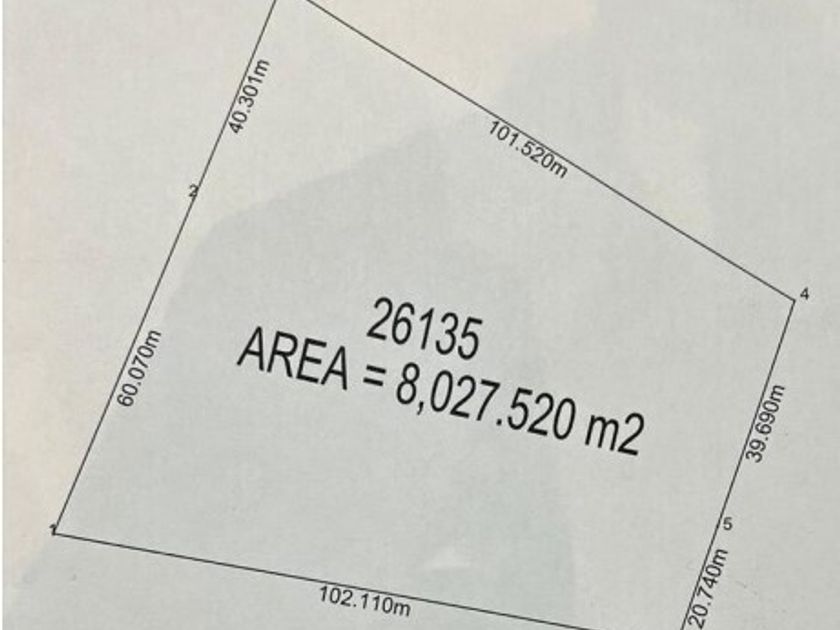 40.301m
101.520m
2
4
26135
AREA = 8,027.520 m2
60.070m
39.690m
5
1
20.740m
102.110m